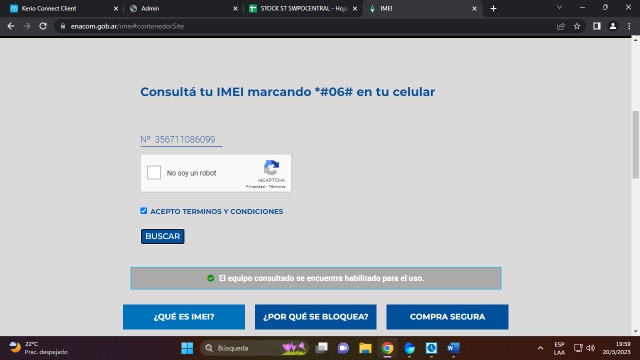 Kerio Connect Client
Admin
STOCK ST SWPOCENTRAL - Hoja
IMEI
enacom.gob.ar/imei#contenedorSite
Consultá tu IMEI marcando *#06# en tu celular
Nº 356711086099
No soy un robot
reCAPTCHA
Privacidad - Términos
ACEPTO TERMINOS Y CONDICIONES
BUSCAR
El equipo consultado se encuentra habilitado para el uso.
¿QUÉ ES IMEI?
¿POR QUÉ SE BLOQUEA?
COMPRA SEGURA
22°C
Prac. despejado
Búsqueda
ESP
LAA
19:59